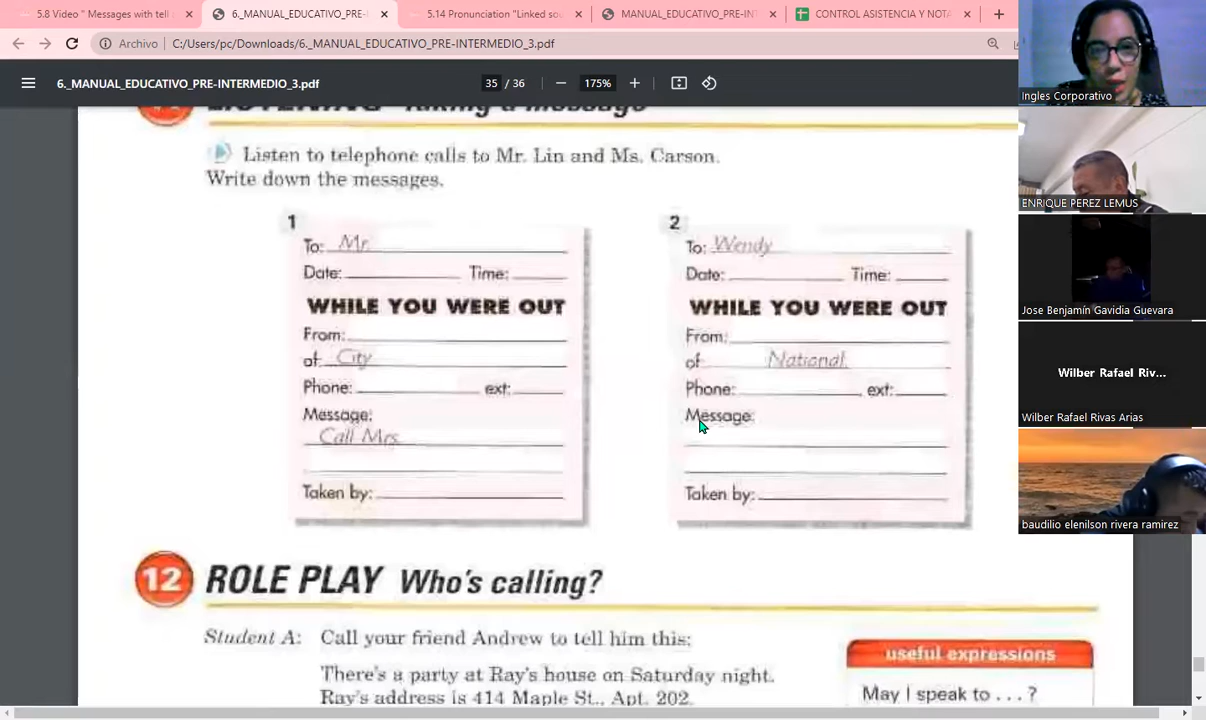 5.8 Video " Messages with tell
6._MANUAL_EDUCATIVO_PRE-
5.14 Pronunciation "Linked sou
MANUAL_EDUCATIVO_PRE-INT
CONTROL ASISTENCIA Y NOTA
Archivo
C:/Users/pc/Downloads/6._MANUAL_EDUCATIVO_PRE-INTERMEDIO_3.pdf
6._MANUAL_EDUCATIVO_PRE-INTERMEDIO_3.pdf
35 / 36
175%
LISTENING Taking a message
Listen to telephone calls to Mr. Lin and Ms. Carson.
Write down the messages.
1
To: Mr.
Date: Time:
WHILE YOU WERE OUT
From:
of City
Phone: ext:
Message:
Call Mrs.
Taken by:
2
To: Wendy
Date: Time:
WHILE YOU WERE OUT
From:
of National
Phone: ext:
Message:
Taken by:
12 ROLE PLAY Who's calling?
Student A: Call your friend Andrew to tell him this:
There's a party at Ray's house on Saturday night.
Ray's address is 414 Maple St., Apt. 202.
useful expressions
May I speak to . . . ?
Ingles Corporativo
ENRIQUE PEREZ LEMUS
Jose Benjamín Gavidia Guevara
Wilber Rafael Riv...
Wilber Rafael Rivas Arias
baudilio elenilson rivera ramirez